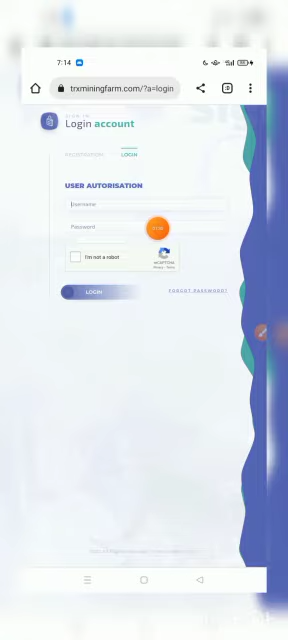 7:14
trxminingfarm.com/?a=login
Login account
REGISTRATION
LOGIN
USER AUTORISATION
Username
Password
I'm not a robot
reCAPTCHA
Privacy - Terms
LOGIN
FORGOT PASSWORD?